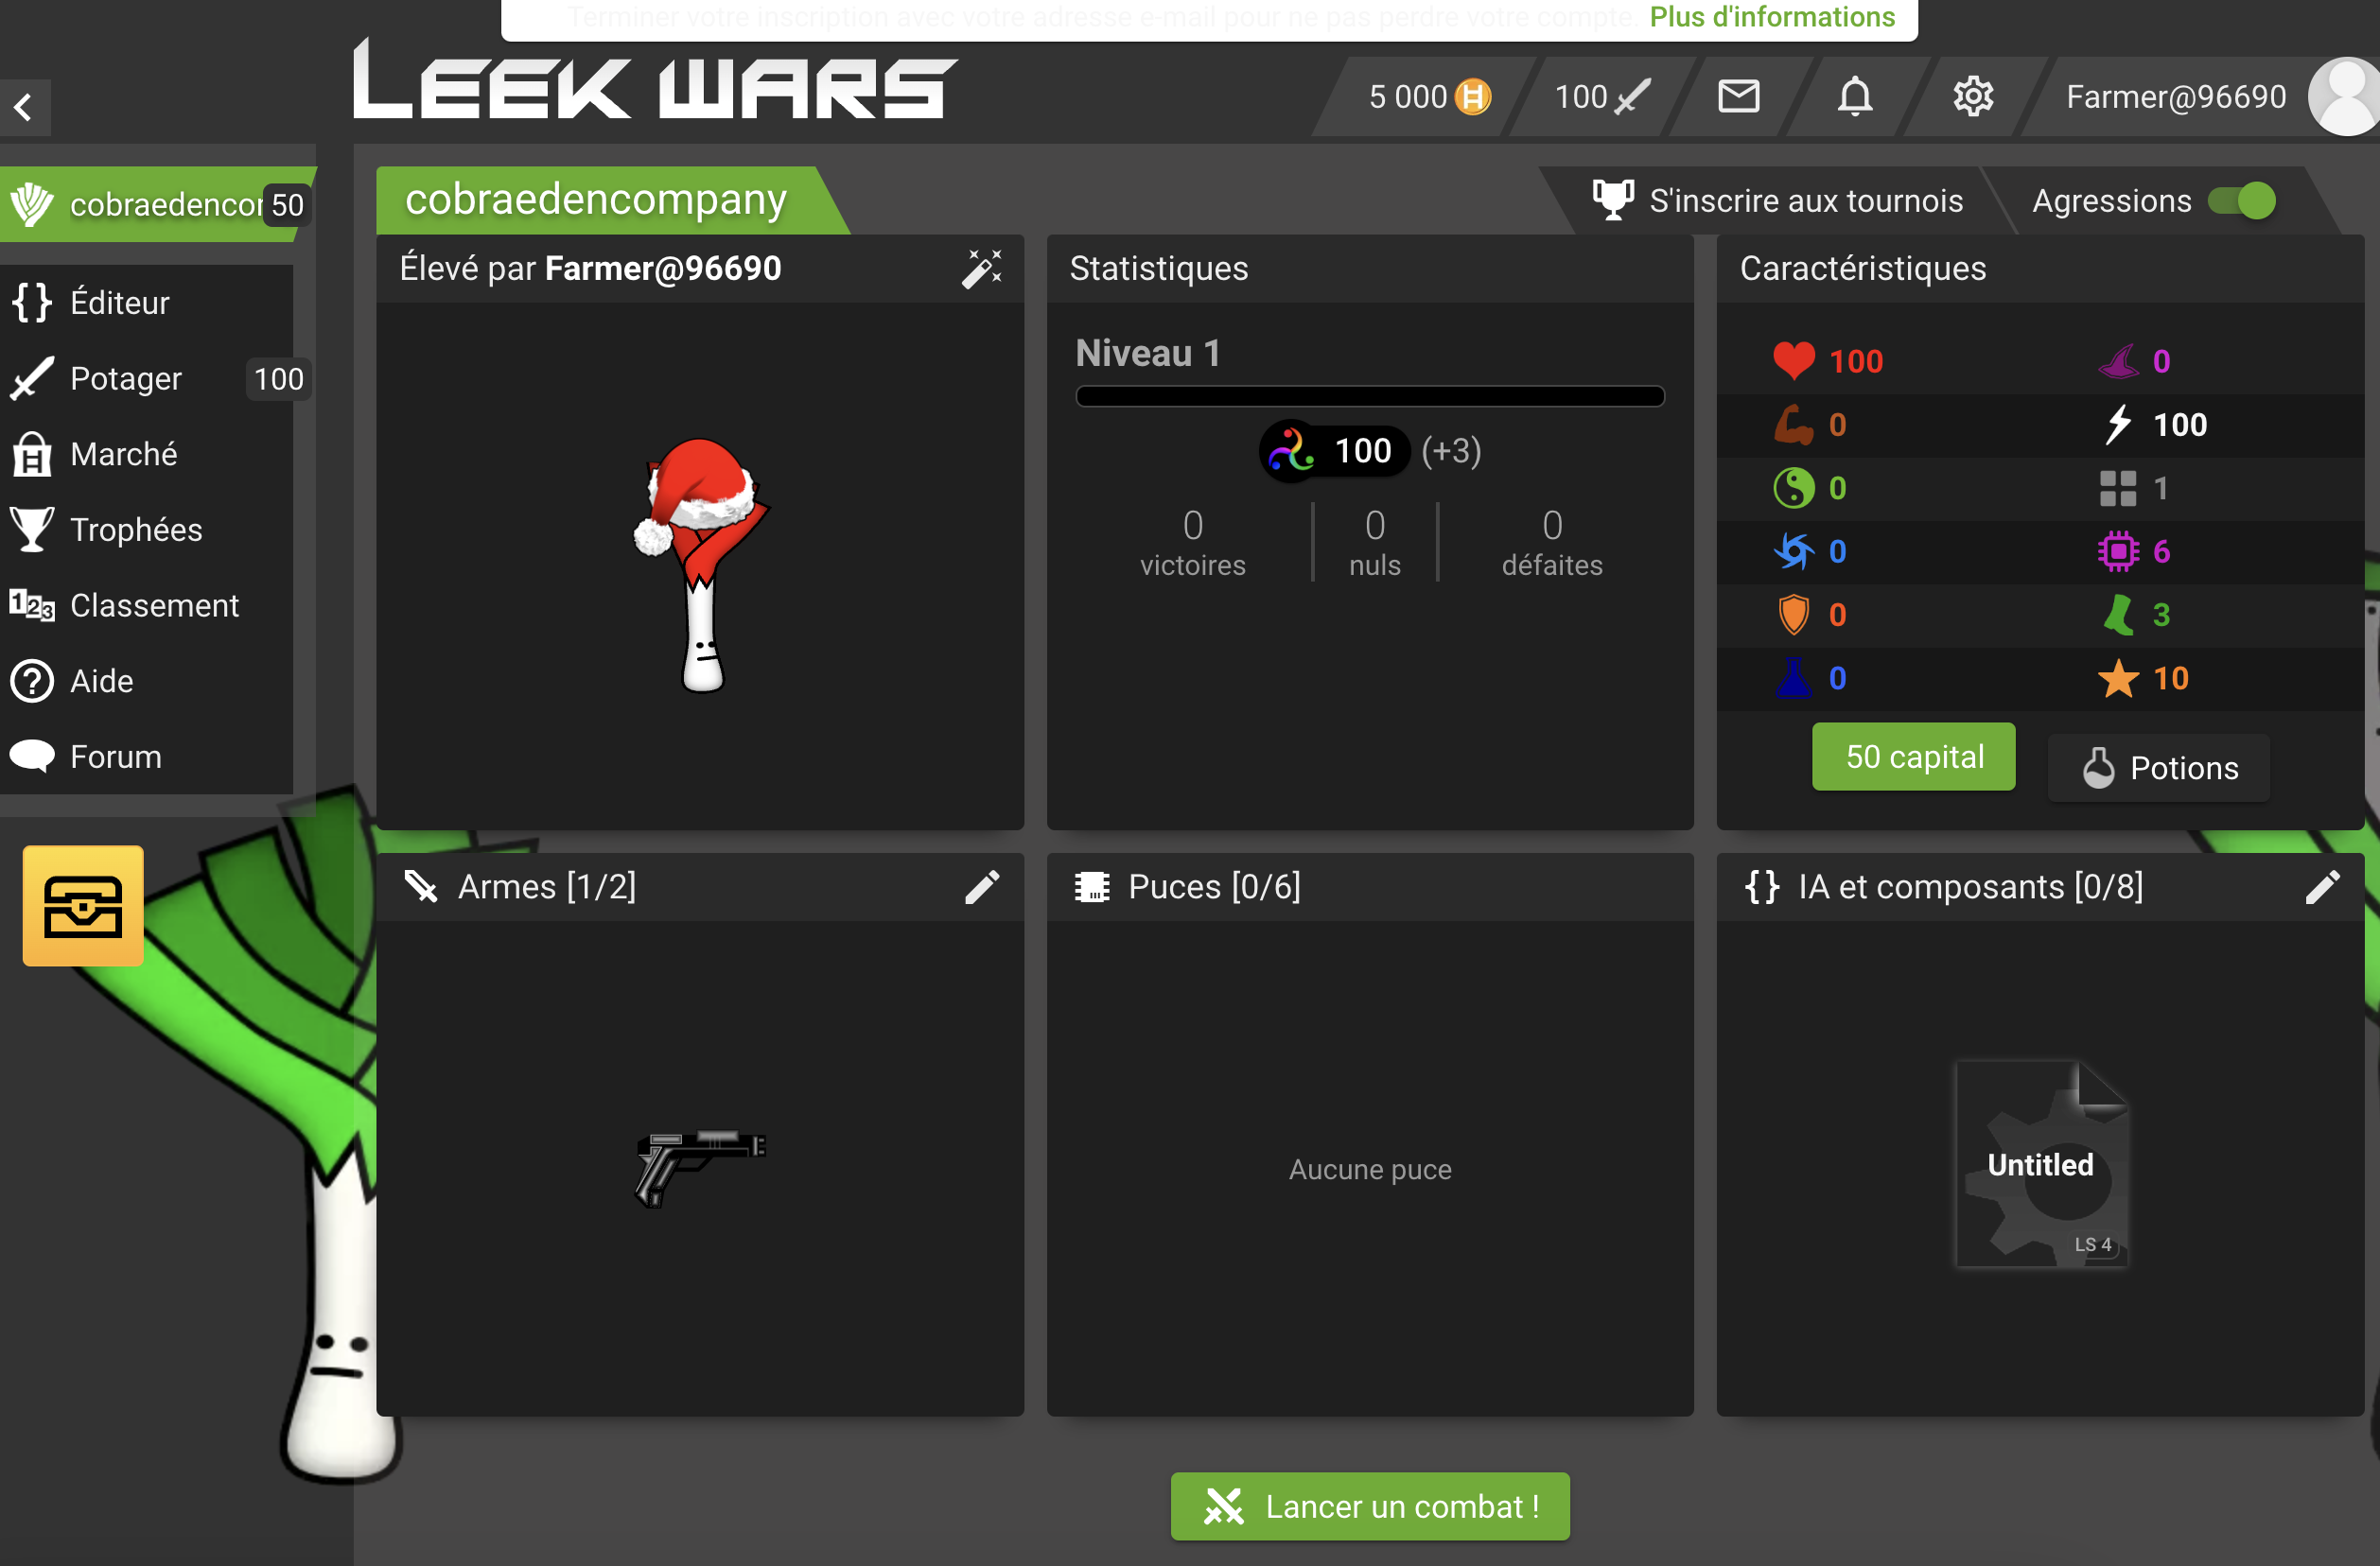 Terminer votre inscription avec votre adresse e-mail pour ne pas perdre votre compte. Plus d'informations
LEEK WARS
5 000
100
Farmer@96690
cobraedencor 50
Éditeur
Potager 100
Marché
Trophées
Classement
Aide
Forum
cobraedencompany
S'inscrire aux tournois
Agressions
Élevé par Farmer@96690
Statistiques
Niveau 1
100 (+3)
0 0 0
victoires nuls défaites
Caractéristiques
100 0
0 100
0 1
0 6
0 3
0 10
50 capital
Potions
Armes [1/2]
Puces [0/6]
Aucune puce
IA et composants [0/8]
Untitled
LS 4
Lancer un combat !